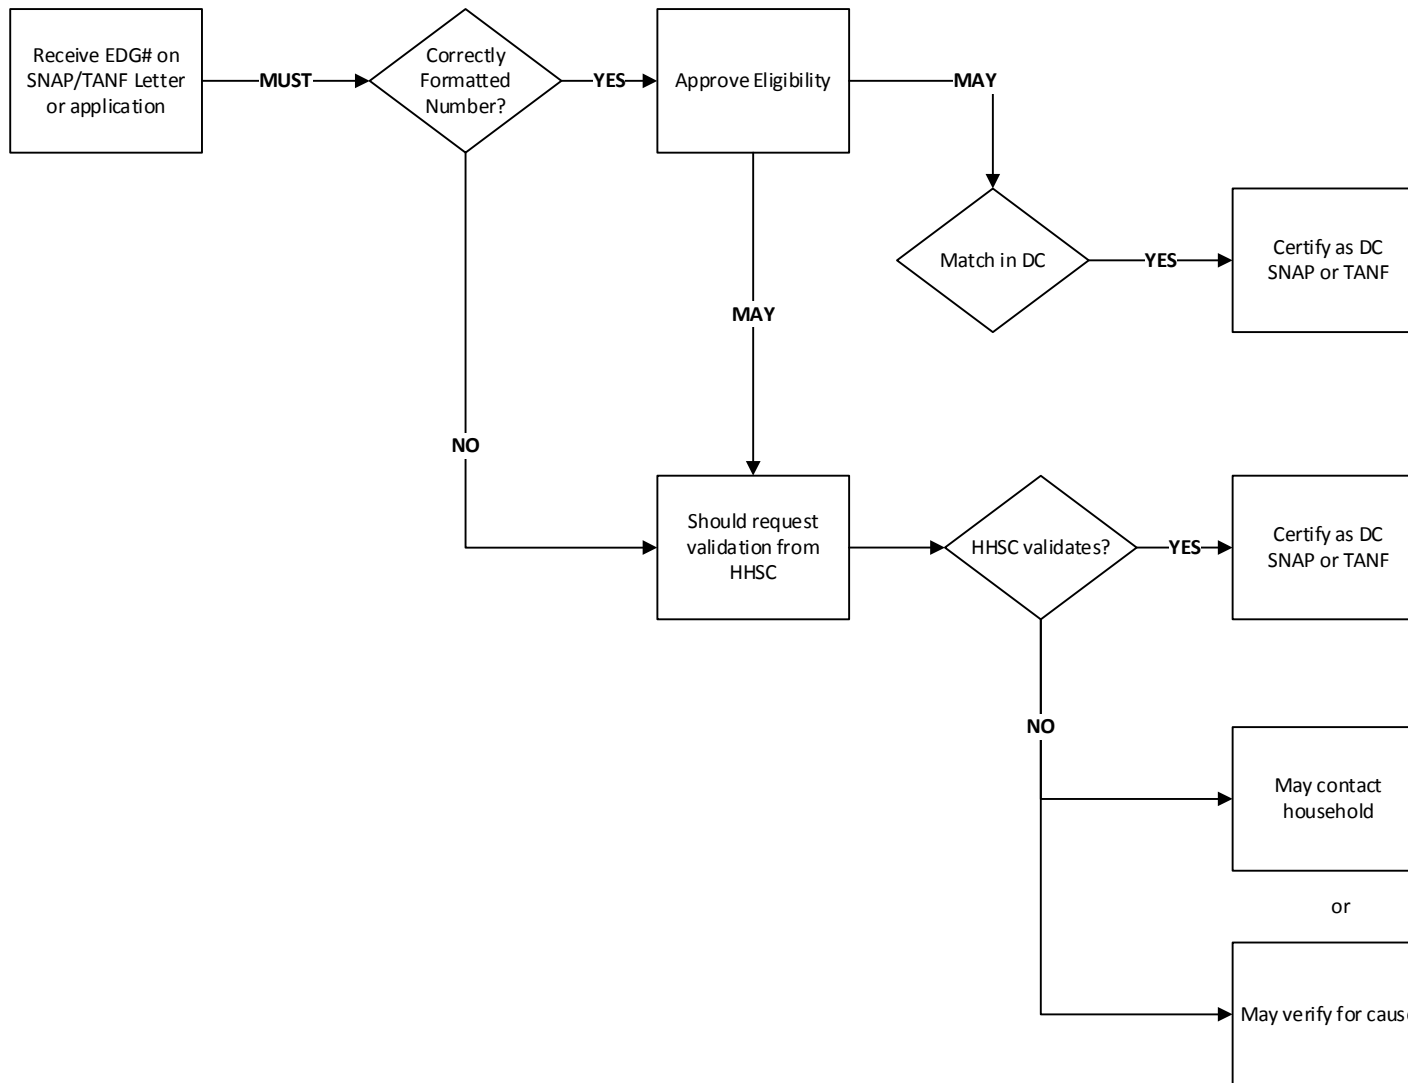 Receive EDG# on
SNAP/TANF Letter
or application
MUST
Correctly
Formatted
Number?
YES
Approve Eligibility
MAY
Match in DC
YES
Certify as DC
SNAP or TANF
MAY
NO
Should request
validation from
HHSC
HHSC validates?
YES
Certify as DC
SNAP or TANF
NO
May contact
household
or
May verify for cause